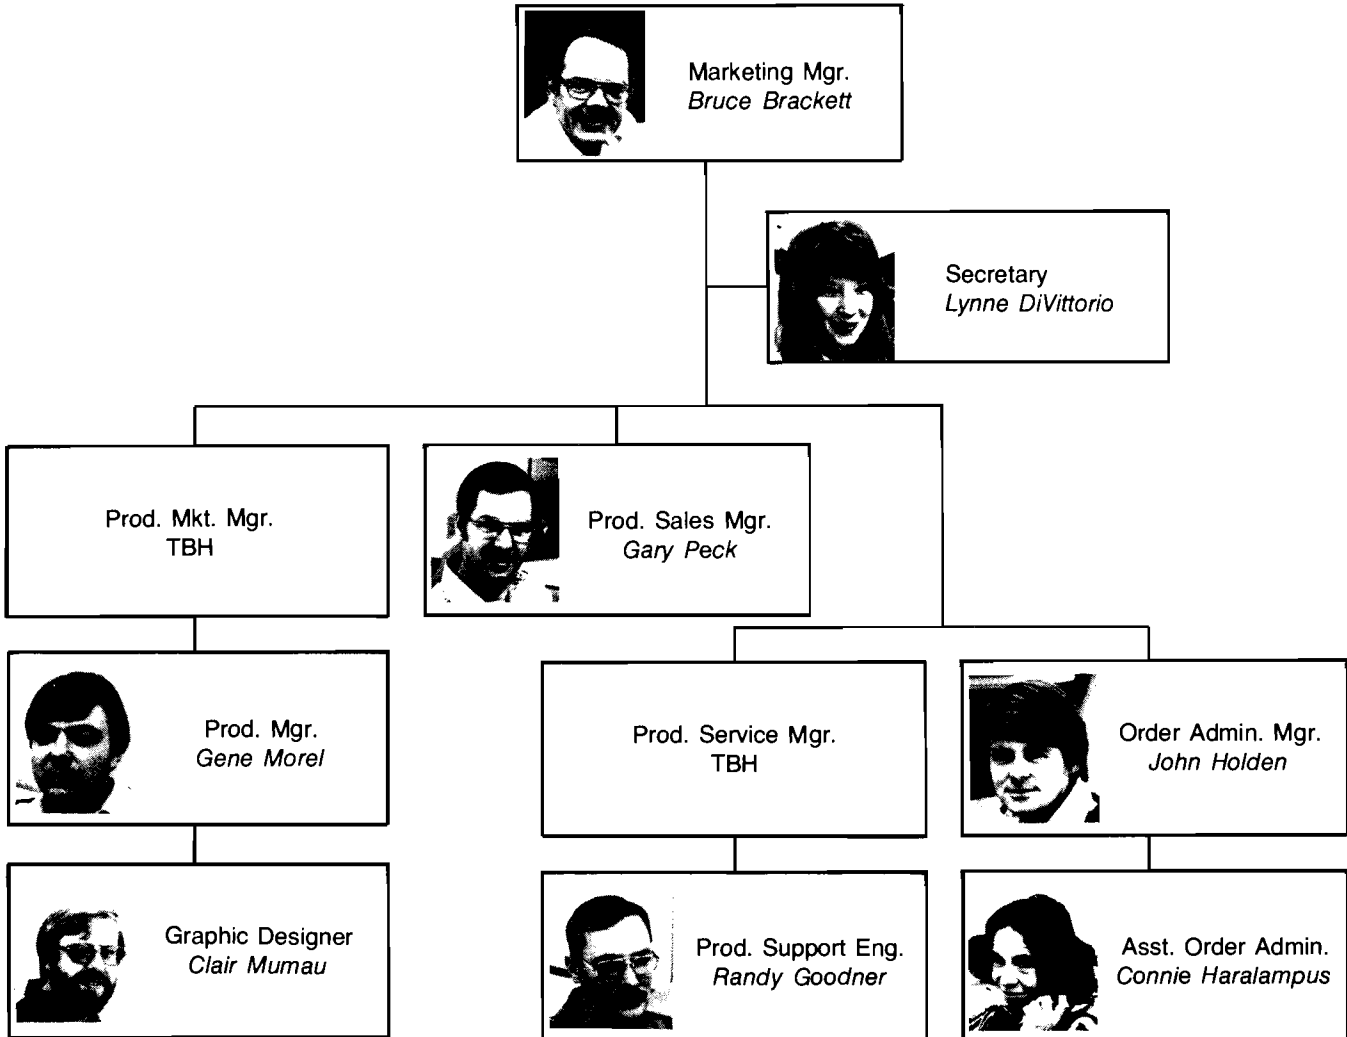 Marketing Mgr.
Bruce Brackett
Secretary
Lynne DiVittorio
Prod. Mkt. Mgr.
TBH
Prod. Sales Mgr.
Gary Peck
Prod. Mgr.
Gene Morel
Prod. Service Mgr.
TBH
Order Admin. Mgr.
John Holden
Graphic Designer
Clair Mumau
Prod. Support Eng.
Randy Goodner
Asst. Order Admin.
Connie Haralampus